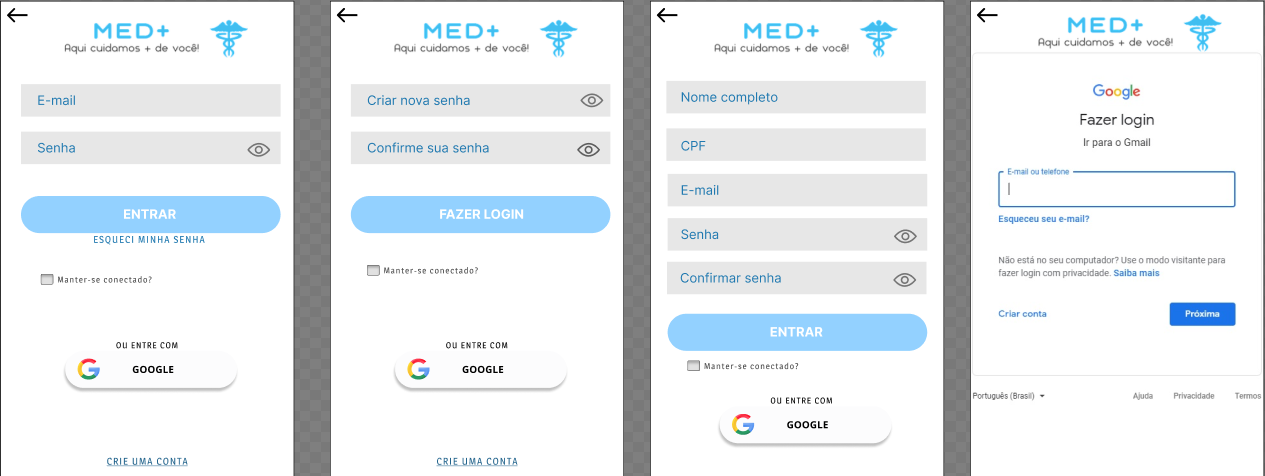 MED+
Aqui cuidamos + de você!
E-mail
Senha
ENTRAR
ESQUECI MINHA SENHA
Manter-se conectado?
OU ENTRE COM
GOOGLE
CRIE UMA CONTA
MED+
Aqui cuidamos + de você!
Criar nova senha
Confirme sua senha
FAZER LOGIN
Manter-se conectado?
OU ENTRE COM
GOOGLE
CRIE UMA CONTA
MED+
Aqui cuidamos + de você!
Nome completo
CPF
E-mail
Senha
Confirmar senha
ENTRAR
Manter-se conectado?
OU ENTRE COM
GOOGLE
MED+
Aqui cuidamos + de você!
Google
Fazer login
Ir para o Gmail
E-mail ou telefone
Esqueceu seu e-mail?
Não está no seu computador? Use o modo visitante para
fazer login com privacidade. Saiba mais
Criar conta Próxima
Português (Brasil) Ajuda Privacidade Termos